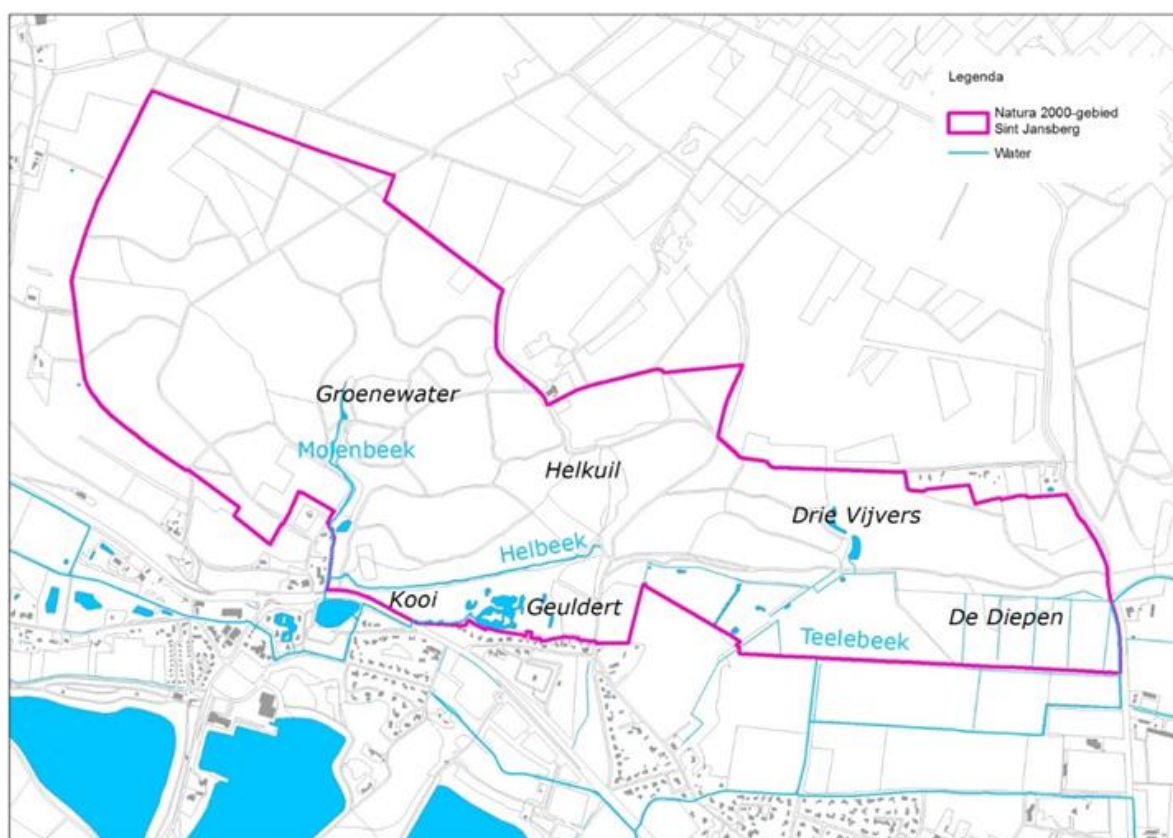 Legenda
Natura 2000-gebied
Sint Jansberg
Water
Groenewater
Molenbeek
Helkuil
Drie Vijvers
Helbeek
Kooi
Geuldert
De Diepen
Teelebeek